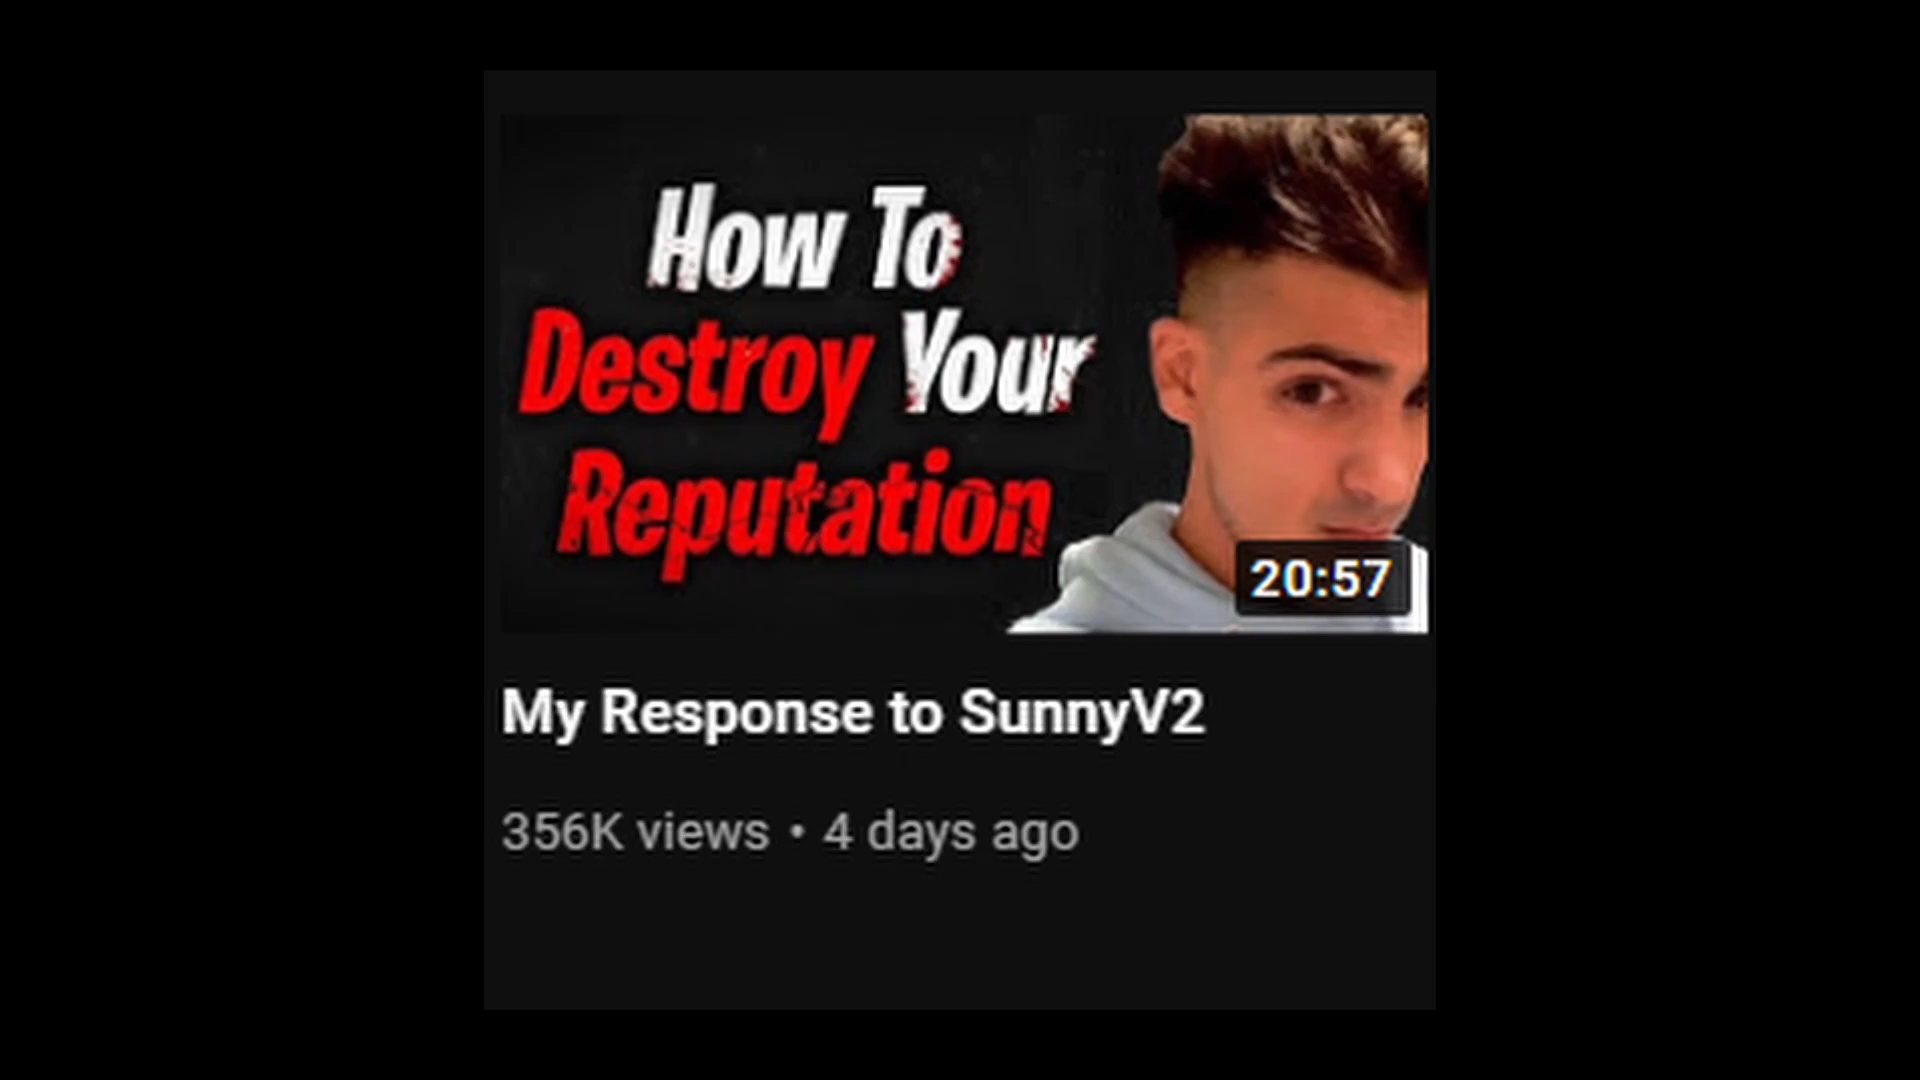 How To
Destroy Your
Reputation
20:57
My Response to SunnyV2
356K views • 4 days ago